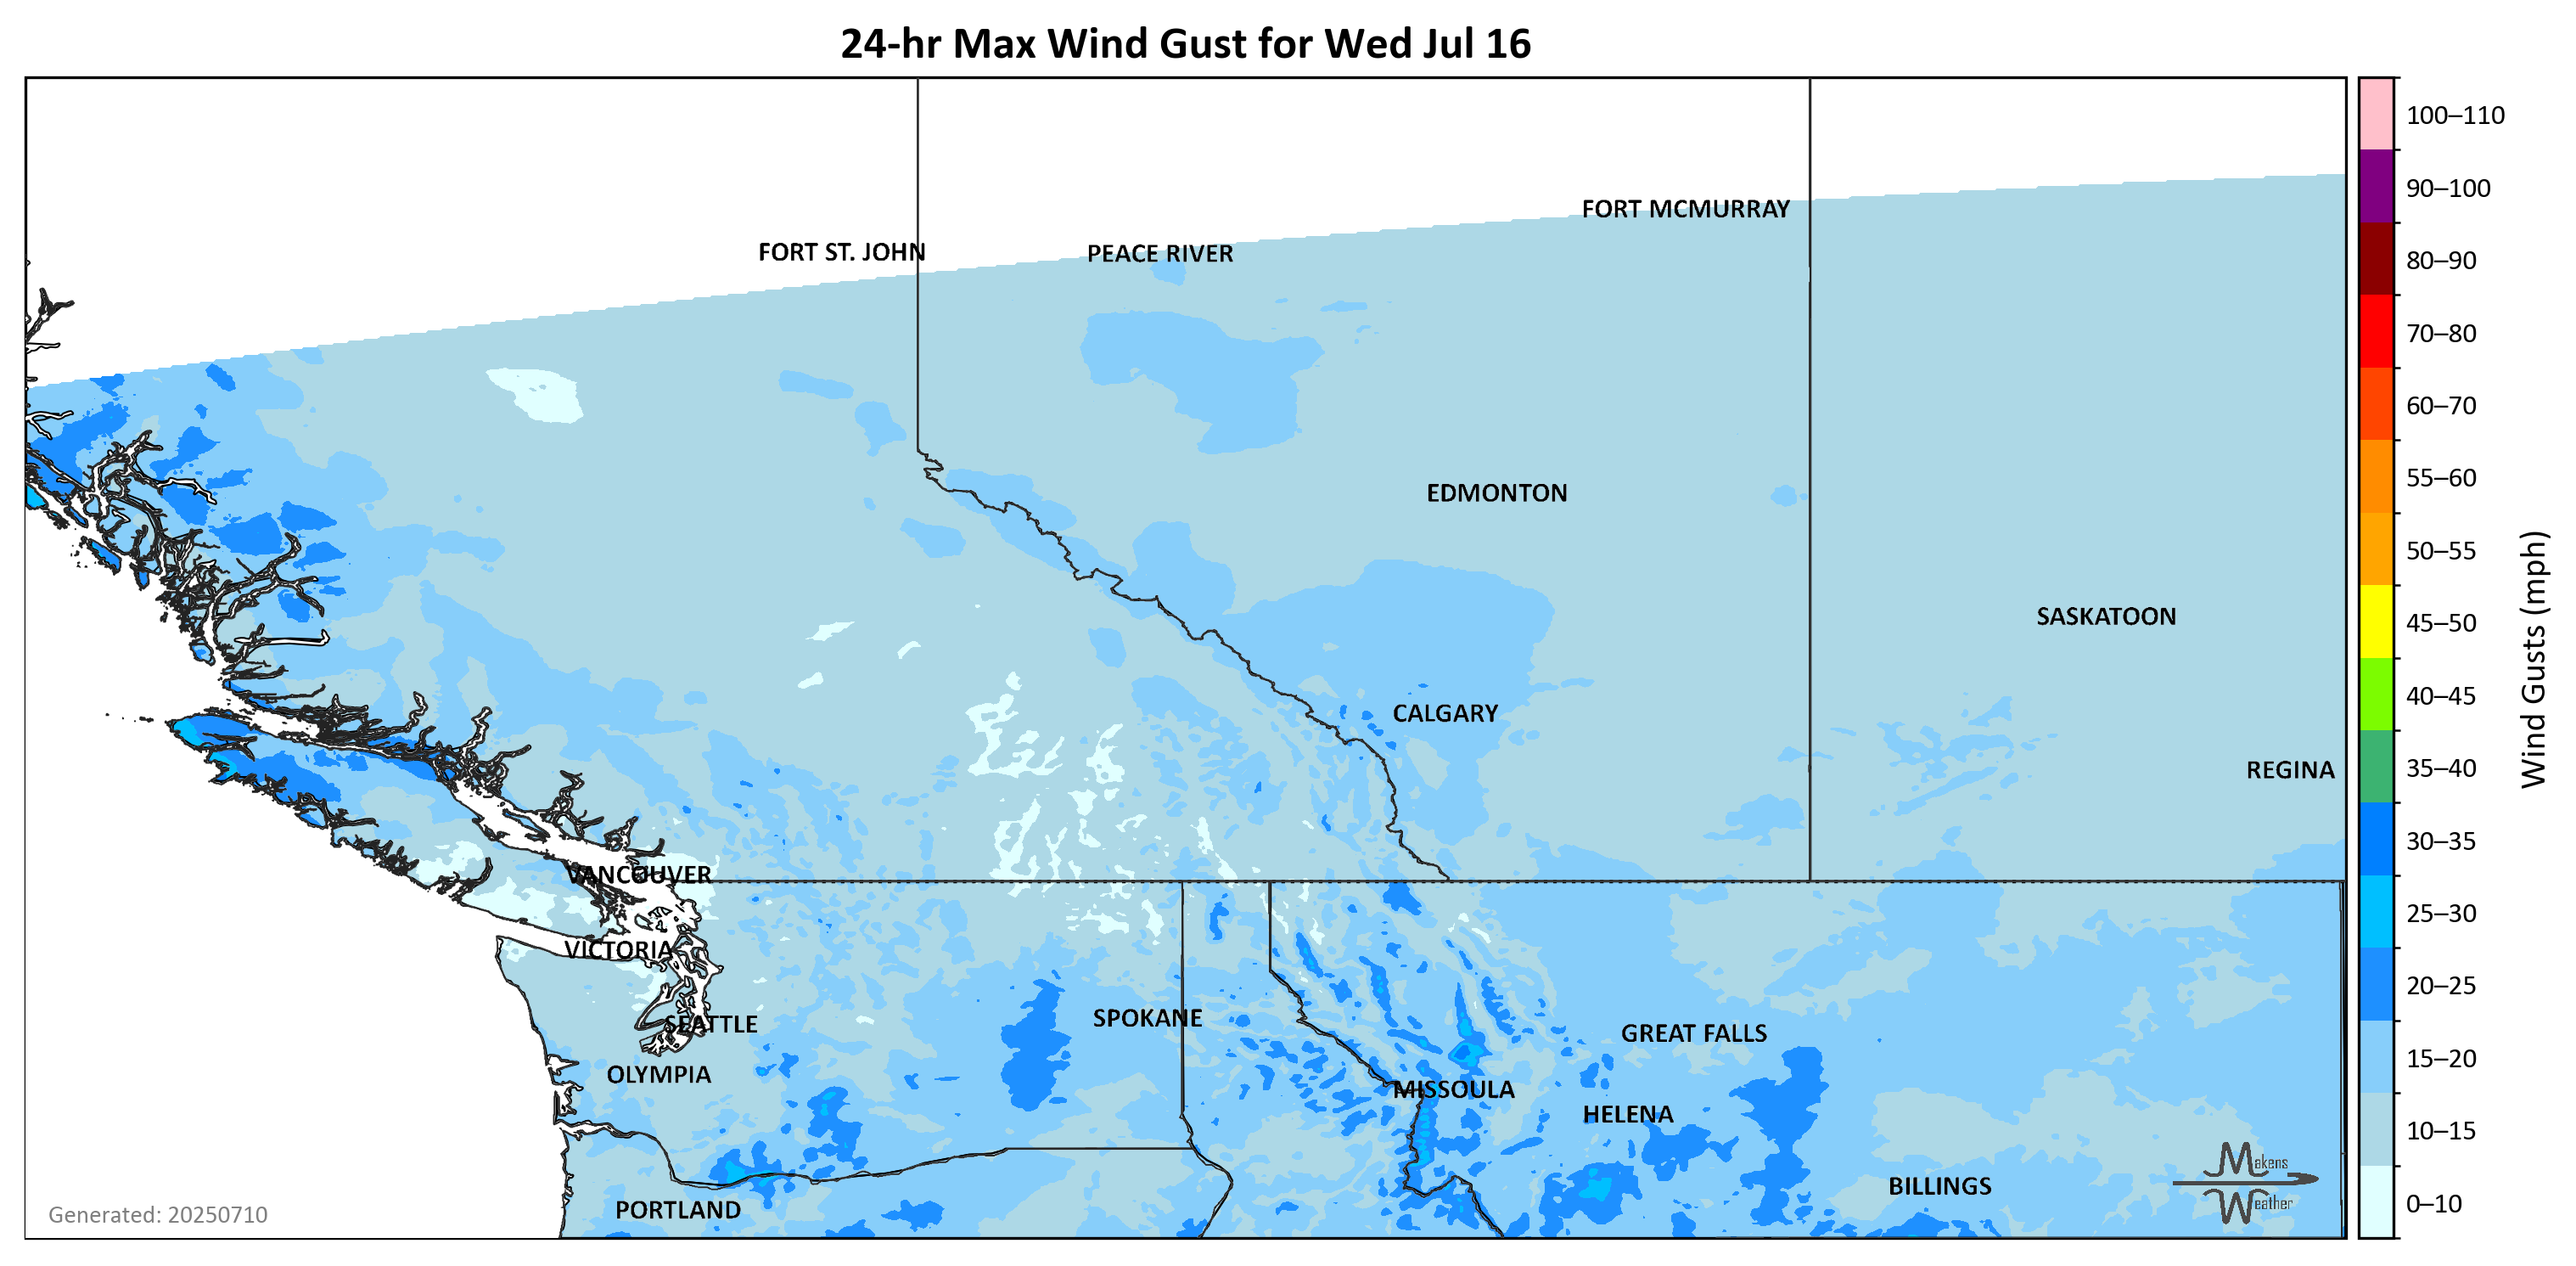 24-hr Max Wind Gust for Wed Jul 16
100–110
90–100
80–90
70–80
60–70
55–60
50–55
45–50
40–45
35–40
30–35
25–30
20–25
15–20
10–15
0–10
Wind Gusts (mph)
FORT MCMURRAY
FORT ST. JOHN
PEACE RIVER
EDMONTON
SASKATOON
CALGARY
REGINA
VANCOUVER
VICTORIA
SEATTLE
SPOKANE
GREAT FALLS
OLYMPIA
MISSOULA
HELENA
BILLINGS
PORTLAND
Makens
Weather
Generated: 20250710